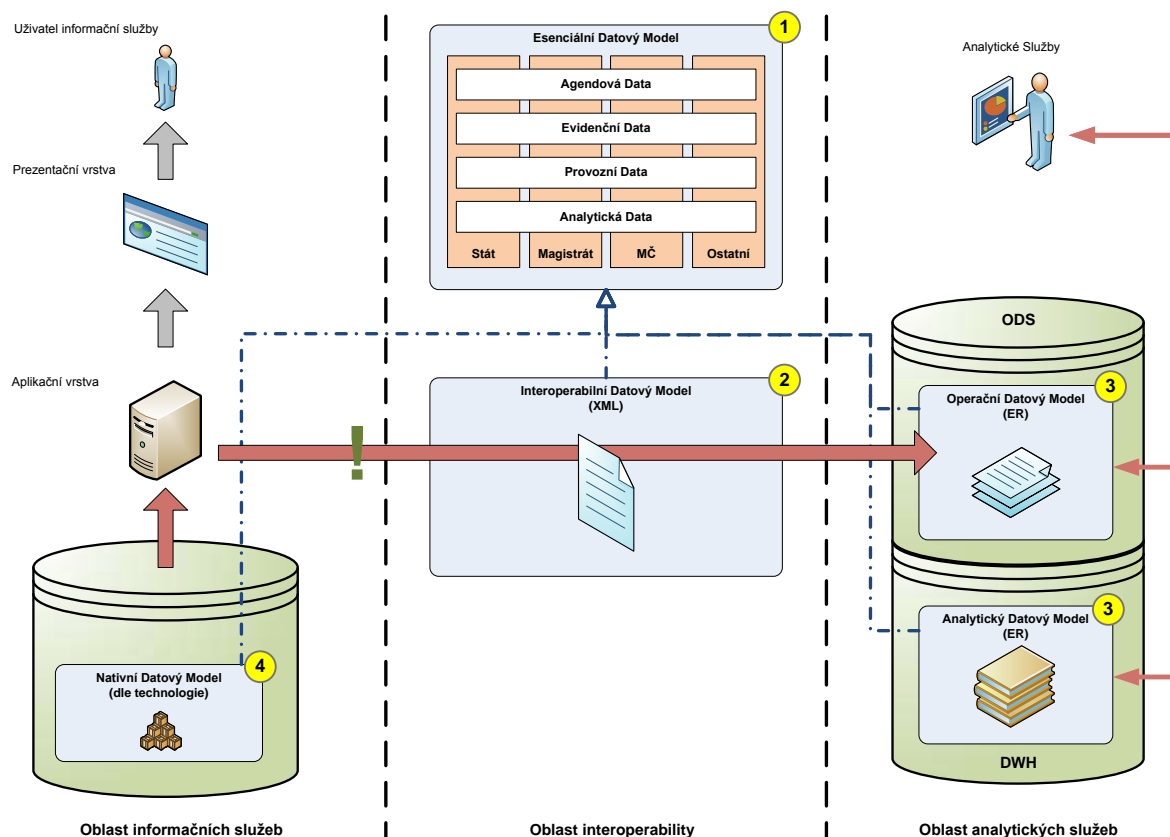 Uživatel informační služby
Prezentační vrstva
Aplikační vrstva
Nativní Datový Model
(dle technologie)
4
Oblast informačních služeb
1
Esenciální Datový Model
Agendová Data
Evidenční Data
Provozní Data
Analytická Data
Stát
Magistrát
MČ
Ostatní
2
Interoperabilní Datový Model
(XML)
!
Oblast interoperability
Analytické Služby
ODS
3
Operační Datový Model
(ER)
3
Analytický Datový Model
(ER)
DWH
Oblast analytických služeb